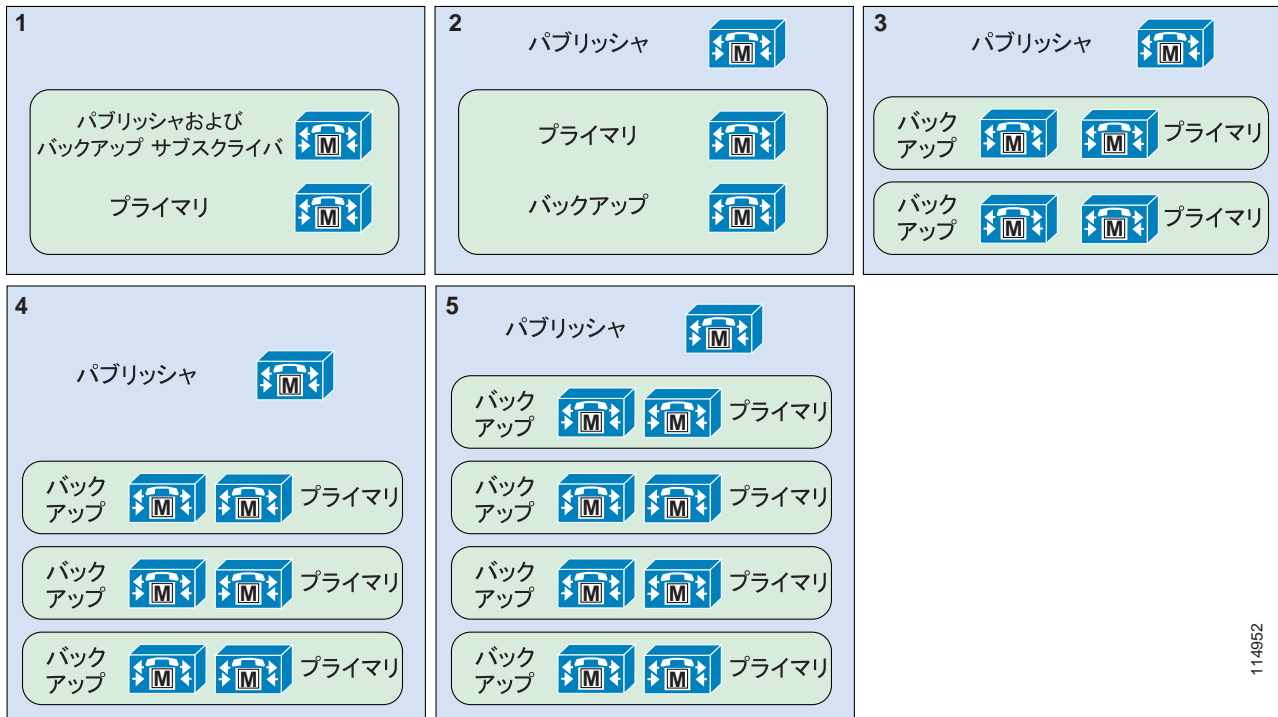 1
パブリッシャおよび
バックアップ サブスクライバ
M
プライマリ
M
2
パブリッシャ
M
プライマリ
M
バックアップ
M
3
パブリッシャ
M
バック
アップ
M
M
プライマリ
バック
アップ
M
M
プライマリ
4
パブリッシャ
M
バック
アップ
M
M
プライマリ
バック
アップ
M
M
プライマリ
バック
アップ
M
M
プライマリ
5
パブリッシャ
M
バック
アップ
M
M
プライマリ
バック
アップ
M
M
プライマリ
バック
アップ
M
M
プライマリ
バック
アップ
M
M
プライマリ
114952